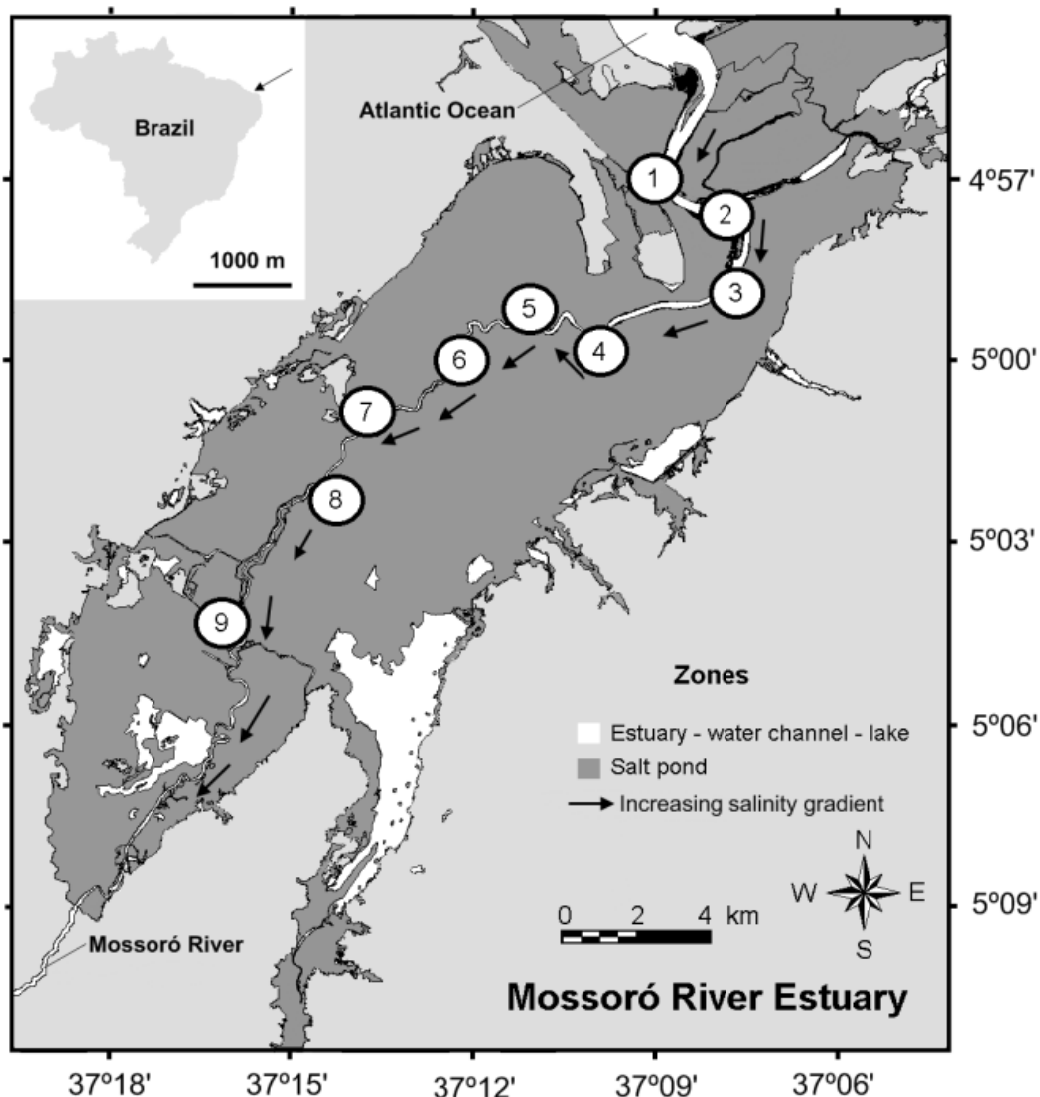 Brazil
1000 m
Atlantic Ocean
1
2
3
4
5
6
7
8
9
4º57'
5º00'
5º03'
5º06'
5º09'
Zones
Estuary - water channel - lake
Salt pond
Increasing salinity gradient
N
W E
S
0 2 4 km
Mossoró River
Mossoró River Estuary
37º18' 37º15' 37º12' 37º09' 37º06'